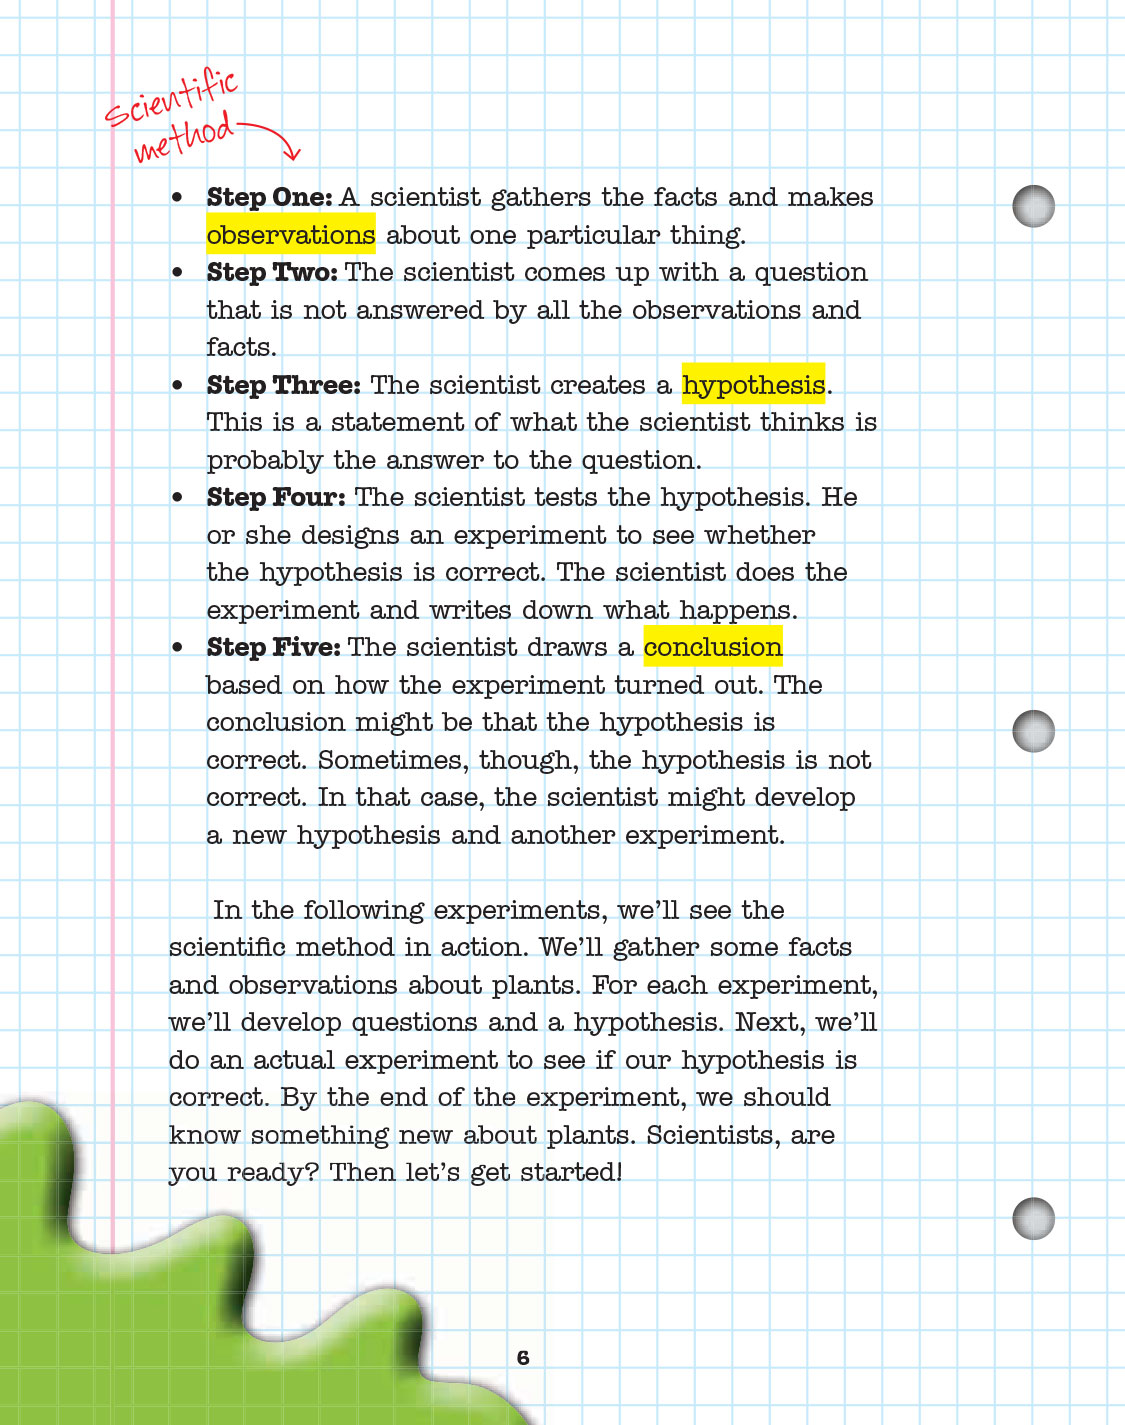 scientific
method
• Step One: A scientist gathers the facts and makes
observations about one particular thing.
• Step Two: The scientist comes up with a question
that is not answered by all the observations and
facts.
• Step Three: The scientist creates a hypothesis.
This is a statement of what the scientist thinks is
probably the answer to the question.
• Step Four: The scientist tests the hypothesis. He
or she designs an experiment to see whether
the hypothesis is correct. The scientist does the
experiment and writes down what happens.
• Step Five: The scientist draws a conclusion
based on how the experiment turned out. The
conclusion might be that the hypothesis is
correct. Sometimes, though, the hypothesis is not
correct. In that case, the scientist might develop
a new hypothesis and another experiment.
In the following experiments, we’ll see the
scientific method in action. We’ll gather some facts
and observations about plants. For each experiment,
we’ll develop questions and a hypothesis. Next, we’ll
do an actual experiment to see if our hypothesis is
correct. By the end of the experiment, we should
know something new about plants. Scientists, are
you ready? Then let’s get started!
6